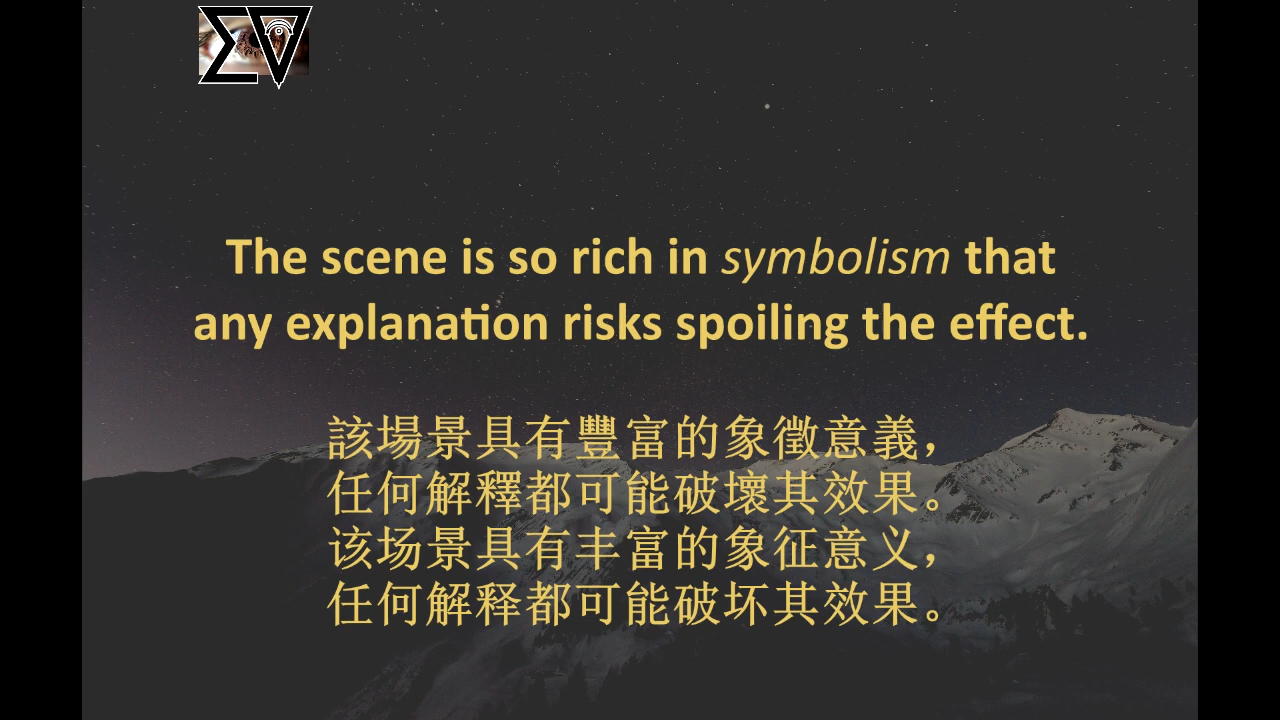 The scene is so rich in symbolism that
any explanation risks spoiling the effect.
該場景具有豐富的象徵意義，
任何解釋都可能破壞其效果。
该场景具有丰富的象征意义，
任何解释都可能破坏其效果。